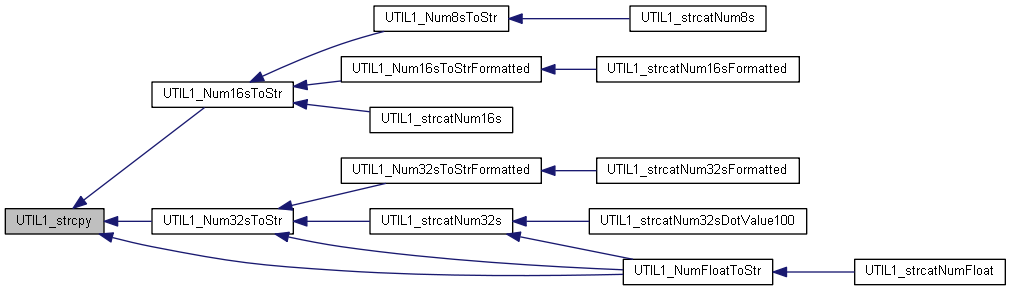 UTIL1_Num8sToStr
UTIL1_strcatNum8s
UTIL1_Num16sToStrFormatted
UTIL1_strcatNum16sFormatted
UTIL1_Num16sToStr
UTIL1_strcatNum16s
UTIL1_Num32sToStrFormatted
UTIL1_strcatNum32sFormatted
UTIL1_strcpy
UTIL1_Num32sToStr
UTIL1_strcatNum32s
UTIL1_strcatNum32sDotValue100
UTIL1_NumFloatToStr
UTIL1_strcatNumFloat